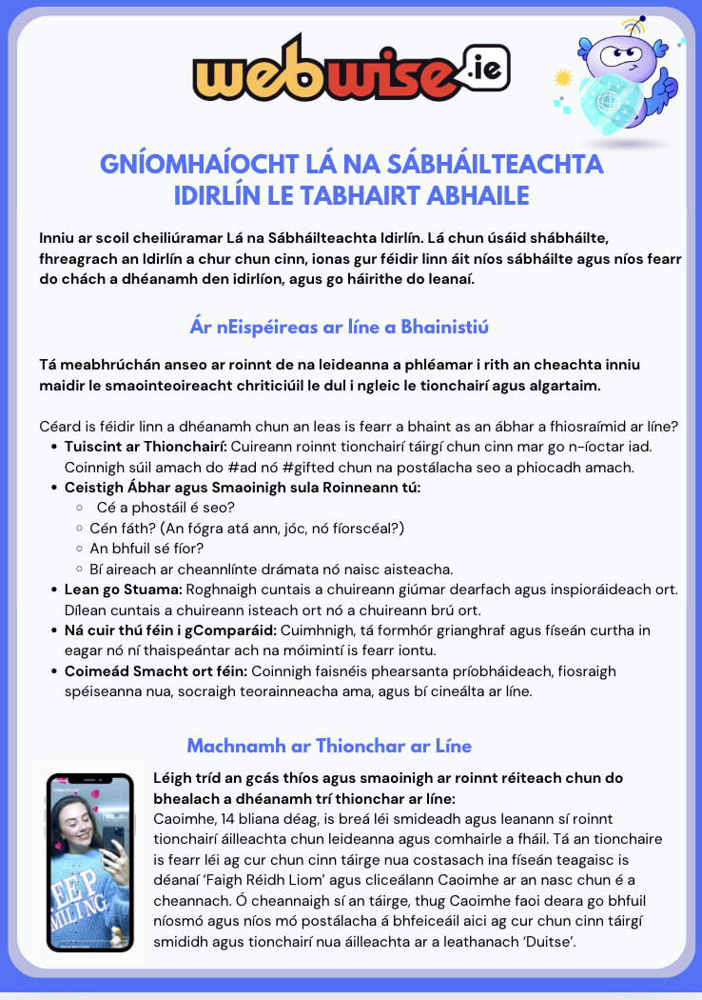 webwise.ie
GNÍOMHAÍOCHT LÁ NA SÁBHÁILTEACHTA
IDIRLÍN LE TABHAIRT ABHAILE
Inniu ar scoil cheiliúramar Lá na Sábháilteachta Idirlín. Lá chun úsáid shábháilte,
fhreagrach an Idirlín a chur chun cinn, ionas gur féidir linn áit níos sábháilte agus níos fearr
do chách a dhéanamh den idirlíon, agus go háirithe do leanaí.
Ár nEispéireas ar líne a Bhainistiú
Tá meabhrúchán anseo ar roinnt de na leideanna a phléamar i rith an cheachta inniu
maidir le smaointeoireacht chriticiúil le dul i ngleic le tionchairí agus algartaim.
Céard is féidir linn a dhéanamh chun an leas is fearr a bhaint as an ábhar a fhiosraímid ar líne?
• Tuiscint ar Thionchairí: Cuireann roinnt tionchairí táirgí chun cinn mar go n-íoctar iad.
Coinnigh súil amach do #ad nó #gifted chun na postálacha seo a phiocadh amach.
• Ceistigh Ábhar agus Smaoinigh sula Roinneann tú:
○ Cé a phostáil é seo?
○ Cén fáth? (An fógra atá ann, jóc, nó fíorscéal?)
○ An bhfuil sé fíor?
○ Bí aireach ar cheannlínte drámata nó naisc aisteacha.
• Lean go Stuama: Roghnaigh cuntais a chuireann giúmar dearfach agus inspioráideach ort.
Dílean cuntais a chuireann isteach ort nó a chuireann brú ort.
• Ná cuir thú féin i gComparáid: Cuimhnigh, tá formhór grianghraf agus físeán curtha in
eagar nó ní thaispeántar ach na móimintí is fearr iontu.
• Coimeád Smacht ort féin: Coinnigh faisnéis phearsanta príobháideach, fiosraigh
spéiseanna nua, socraigh teorainneacha ama, agus bí cineálta ar líne.
Machnamh ar Thionchar ar Líne
Léigh tríd an gcás thíos agus smaoinigh ar roinnt réiteach chun do
bhealach a dhéanamh trí thionchar ar líne:
Caoimhe, 14 bliana déag, is breá léi smideadh agus leanann sí roinnt
tionchairí áilleachta chun leideanna agus comhairle a fháil. Tá an tionchaire
is fearr léi ag cur chun cinn táirge nua costasach ina físeán teagaisc is
déanaí ‘Faigh Réidh Liom’ agus cliceálann Caoimhe ar an nasc chun é a
cheannach. Ó cheannaigh sí an táirge, thug Caoimhe faoi deara go bhfuil
níosmó agus níos mó postálacha á bhfeiceáil aici ag cur chun cinn táirgí
smididh agus tionchairí nua áilleachta ar a leathanach ‘Duitse’.